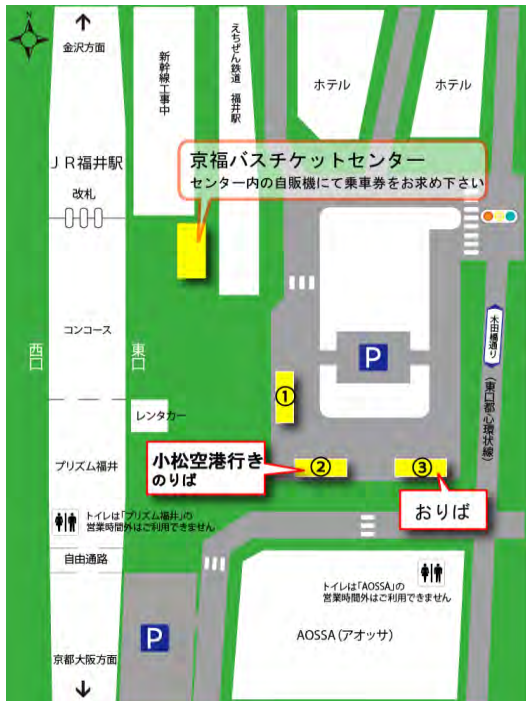 N
金沢方面
新幹線工事中
えちぜん鉄道 福井駅
ホテル
ホテル
JR福井駅
京福バスチケットセンター
センター内の自販機にて乗車券をお求め下さい
改札
コンコース
西口
東口
P
木田橋通り
(東口都心環状線)
①
レンタカー
プリズム福井
小松空港行き
のりば
②
③
おりば
トイレは「プリズム福井」の
営業時間外はご利用できません
自由通路
トイレは「AOSSA」の
営業時間外はご利用できません
P
AOSSA(アオッサ)
京都大阪方面